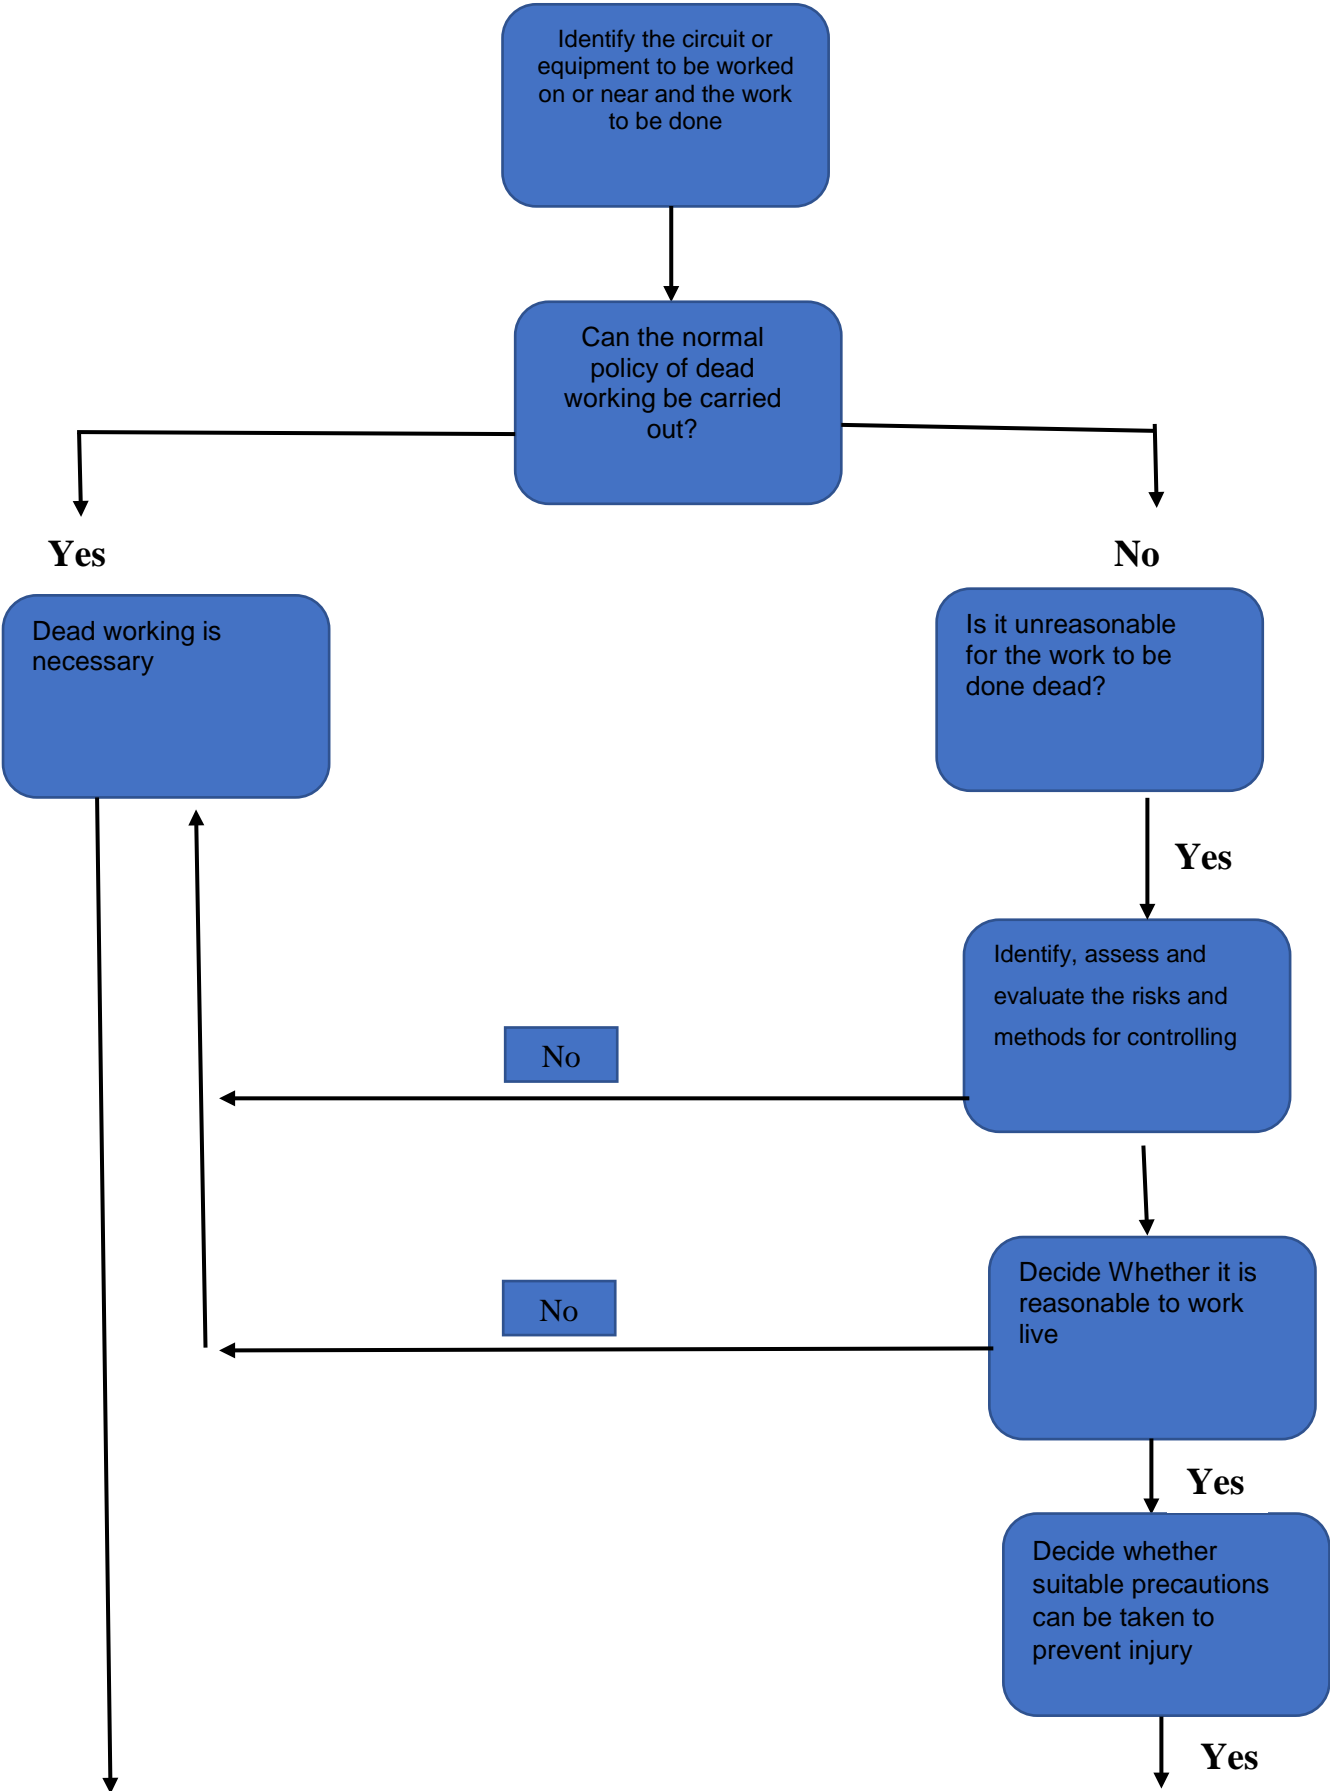 Identify the circuit or
equipment to be worked
on or near and the work
to be done
Can the normal
policy of dead
working be carried
out?
Yes
No
Dead working is
necessary
Is it unreasonable
for the work to be
done dead?
Yes
Identify, assess and
evaluate the risks and
methods for controlling
No
Decide Whether it is
reasonable to work
live
No
Yes
Decide whether
suitable precautions
can be taken to
prevent injury
Yes